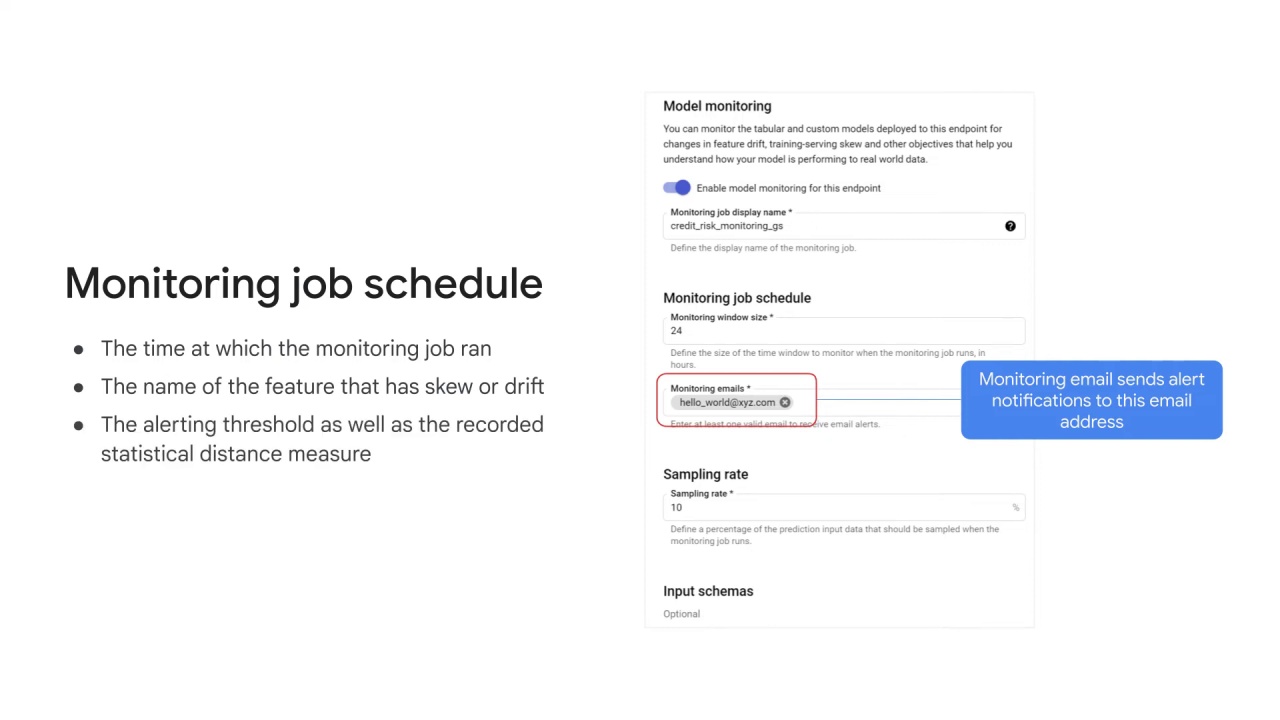 Monitoring job schedule
● The time at which the monitoring job ran
● The name of the feature that has skew or drift
● The alerting threshold as well as the recorded
statistical distance measure
Model monitoring
You can monitor the tabular and custom models deployed to this endpoint for
changes in feature drift, training-serving skew and other objectives that help you
understand how your model is performing to real world data.
Enable model monitoring for this endpoint
Monitoring job display name *
credit_risk_monitoring_gs
Define the display name of the monitoring job.
Monitoring job schedule
Monitoring window size *
24
Define the size of the time window to monitor when the monitoring job runs, in
hours.
Monitoring emails *
hello_world@xyz.com
Enter at least one valid email to receive email alerts.
Monitoring email sends alert
notifications to this email
address
Sampling rate
Sampling rate *
10 %
Define a percentage of the prediction input data that should be sampled when the
monitoring job runs.
Input schemas
Optional